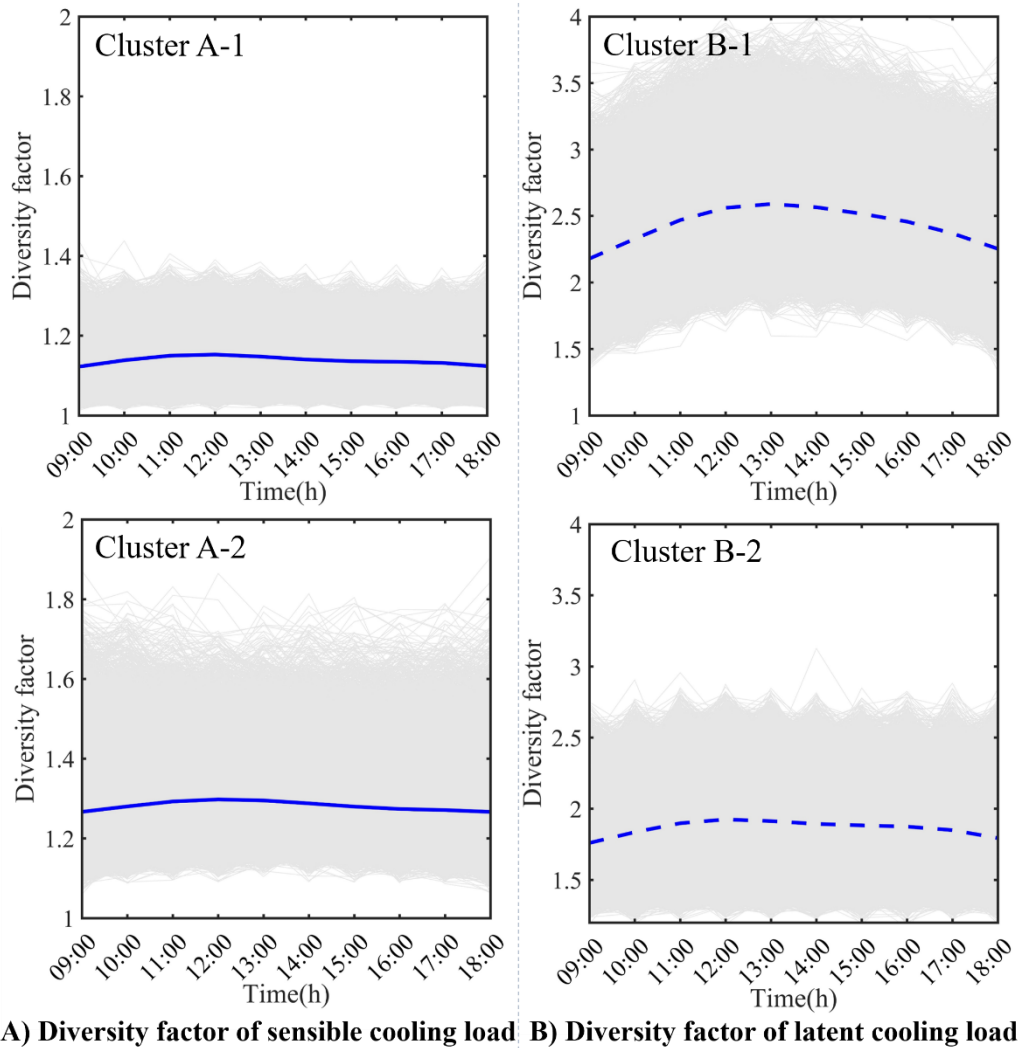 Cluster A-1
Diversity factor
2
1.8
1.6
1.4
1.2
1
09:00 10:00 11:00 12:00 13:00 14:00 15:00 16:00 17:00 18:00
Time(h)
Cluster B-1
Diversity factor
4
3.5
3
2.5
2
1.5
1
09:00 10:00 11:00 12:00 13:00 14:00 15:00 16:00 17:00 18:00
Time(h)
Cluster A-2
Diversity factor
2
1.8
1.6
1.4
1.2
1
09:00 10:00 11:00 12:00 13:00 14:00 15:00 16:00 17:00 18:00
Time(h)
Cluster B-2
Diversity factor
4
3.5
3
2.5
2
1.5
09:00 10:00 11:00 12:00 13:00 14:00 15:00 16:00 17:00 18:00
Time(h)
A) Diversity factor of sensible cooling load
B) Diversity factor of latent cooling load